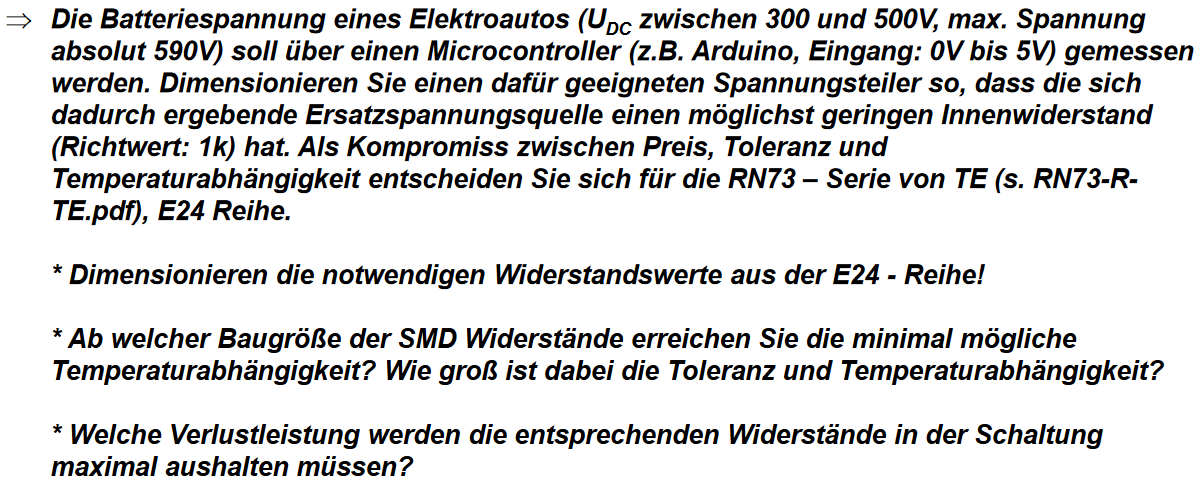 ⇒ Die Batteriespannung eines Elektroautos (U_DC zwischen 300 und 500V, max. Spannung
absolut 590V) soll über einen Microcontroller (z.B. Arduino, Eingang: 0V bis 5V) gemessen
werden. Dimensionieren Sie einen dafür geeigneten Spannungsteiler so, dass die sich
dadurch ergebende Ersatzspannungsquelle einen möglichst geringen Innenwiderstand
(Richtwert: 1k) hat. Als Kompromiss zwischen Preis, Toleranz und
Temperaturabhängigkeit entscheiden Sie sich für die RN73 – Serie von TE (s. RN73-R-
TE.pdf), E24 Reihe.
* Dimensionieren die notwendigen Widerstandswerte aus der E24 - Reihe!
* Ab welcher Baugröße der SMD Widerstände erreichen Sie die minimal mögliche
Temperaturabhängigkeit? Wie groß ist dabei die Toleranz und Temperaturabhängigkeit?
* Welche Verlustleistung werden die entsprechenden Widerstände in der Schaltung
maximal aushalten müssen?